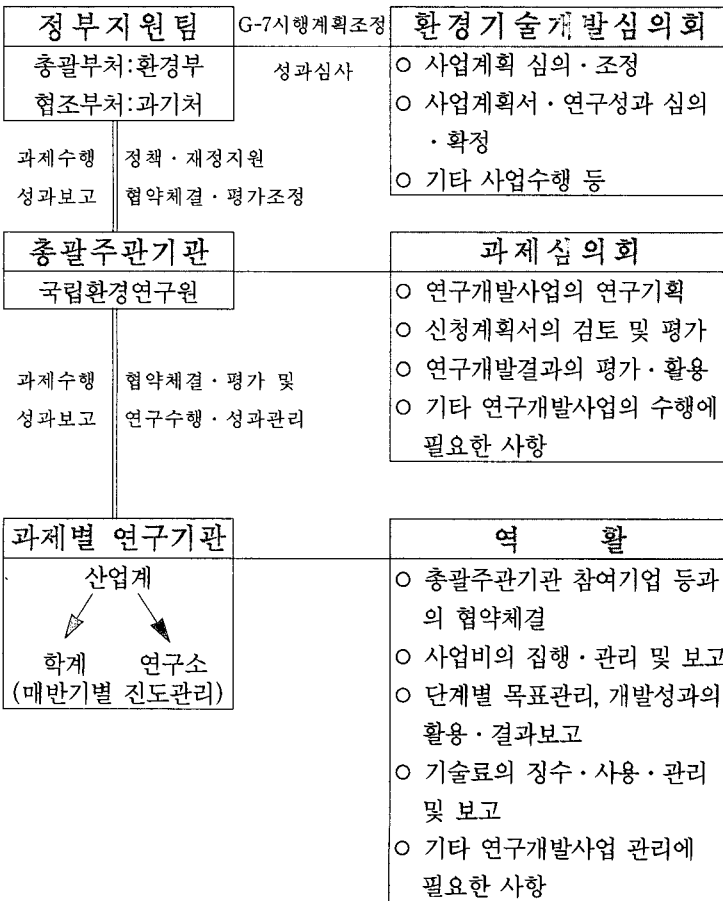 정부지원팀
총괄부처:환경부
협조부처:과기처
G-7시행계획조정
성과심사
환경기술개발심의회
○ 사업계획 심의·조정
○ 사업계획서·연구성과 심의
·확정
○ 기타 사업수행 등
과제수행 정책·재정지원
성과보고 협약체결·평가조정
총괄주관기관
국립환경연구원
과제심의회
○ 연구개발사업의 연구기획
○ 신청계획서의 검토 및 평가
○ 연구개발결과의 평가·활용
○ 기타 연구개발사업의 수행에
필요한 사항
과제수행 협약체결·평가 및
성과보고 연구수행·성과관리
과제별 연구기관
산업계
학계 연구소
(매반기별 진도관리)
역 활
○ 총괄주관기관 참여기업 등과
의 협약체결
○ 사업비의 집행·관리 및 보고
○ 단계별 목표관리, 개발성과의
활용·결과보고
○ 기술료의 징수·사용·관리
및 보고
○ 기타 연구개발사업 관리에
필요한 사항